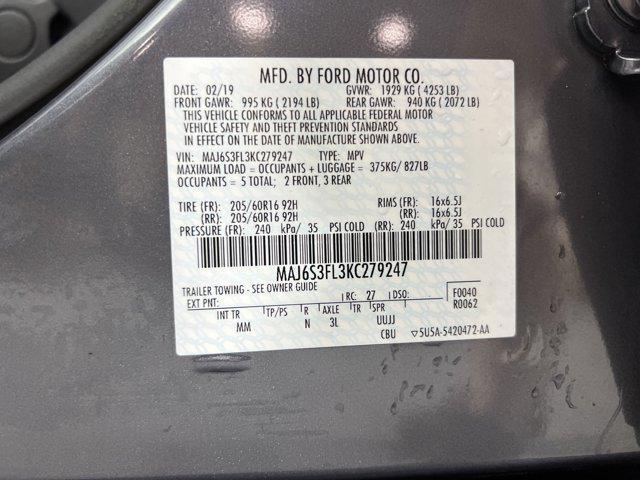 MFD. BY FORD MOTOR CO.
DATE: 02/19 GVWR: 1929 KG ( 4253 LB)
FRONT GAWR: 995 KG ( 2194 LB) REAR GAWR: 940 KG ( 2072 LB)
THIS VEHICLE CONFORMS TO ALL APPLICABLE FEDERAL MOTOR
VEHICLE SAFETY AND THEFT PREVENTION STANDARDS
IN EFFECT ON THE DATE OF MANUFACTURE SHOWN ABOVE.
VIN: MAJ6S3FL3KC279247 TYPE: MPV
MAXIMUM LOAD = OCCUPANTS + LUGGAGE = 375KG/ 827LB
OCCUPANTS = 5 TOTAL; 2 FRONT, 3 REAR
TIRE (FR): 205/60R16 92H RIMS (FR): 16x6.5J
(RR): 205/60R16 92H (RR): 16x6.5J
PRESSURE (FR): 240 kPa/ 35 PSI COLD (RR): 240 kPa/ 35 PSI COLD
MAJ6S3FL3KC279247
TRAILER TOWING - SEE OWNER GUIDE
EXT PNT: RC: 27 DSO: F0040
R0062
INT TR TP/PS R AXLE TR SPR
MM N 3L UUJJ
CBU 5U5A-5420472-AA